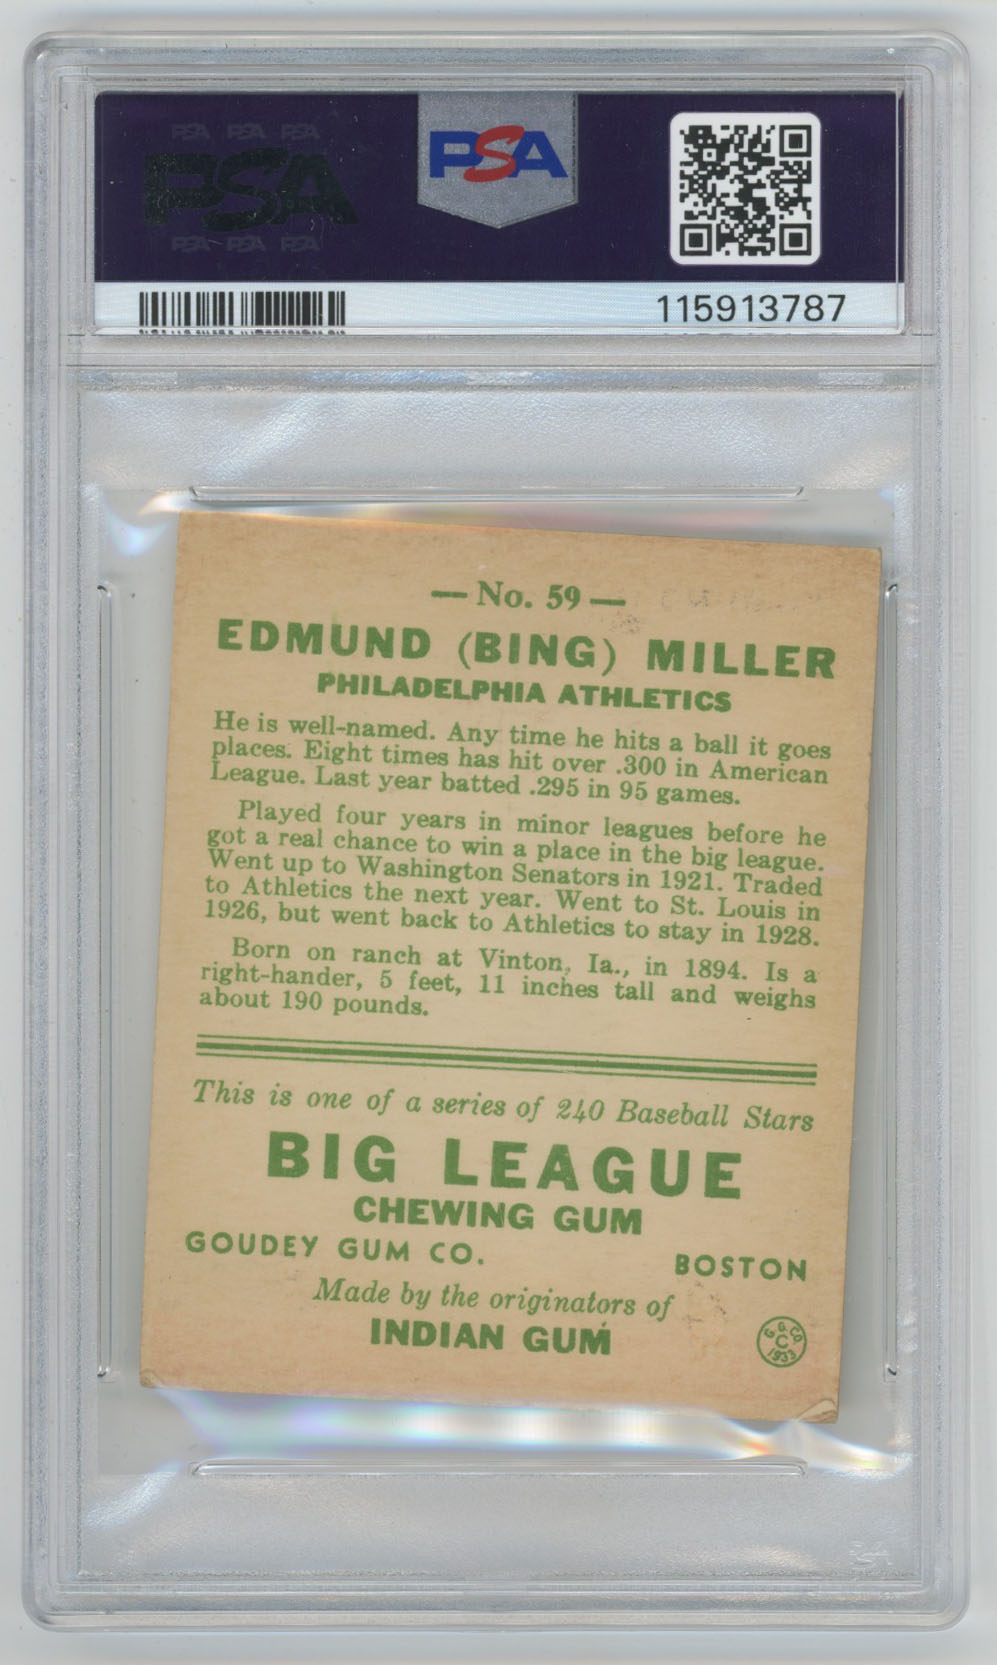 PSA PSA PSA
PSA
PSA PSA PSA
PSA
115913787
— No. 59 —
EDMUND (BING) MILLER
PHILADELPHIA ATHLETICS
He is well-named. Any time he hits a ball it goes
places. Eight times has hit over .300 in American
League. Last year batted .295 in 95 games.
Played four years in minor leagues before he
got a real chance to win a place in the big league.
Went up to Washington Senators in 1921. Traded
to Athletics the next year. Went to St. Louis in
1926, but went back to Athletics to stay in 1928.
Born on ranch at Vinton, Ia., in 1894. Is a
right-hander, 5 feet, 11 inches tall and weighs
about 190 pounds.
This is one of a series of 240 Baseball Stars
BIG LEAGUE
CHEWING GUM
GOUDEY GUM CO. BOSTON
Made by the originators of
INDIAN GUM
G. G. CO.
C
1933
PSA